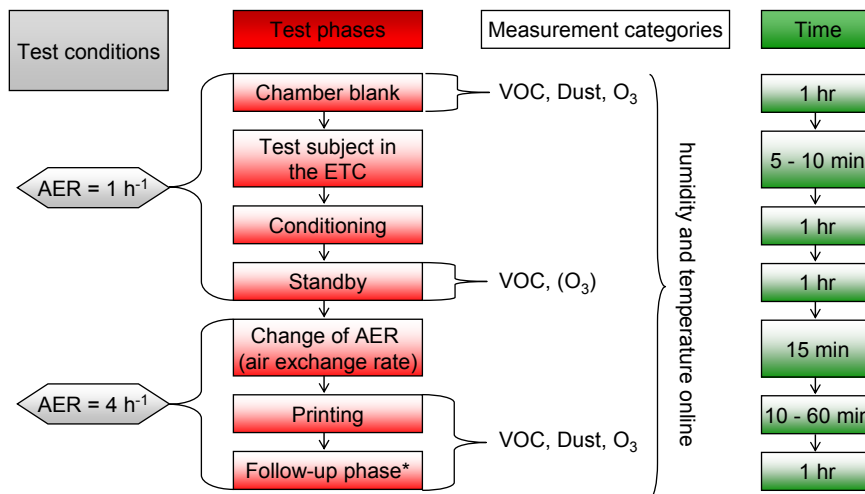 Test conditions
Test phases
Measurement categories
Time
Chamber blank
VOC, Dust, O₃
1 hr
Test subject in
the ETC
5 - 10 min
AER = 1 h⁻¹
Conditioning
1 hr
Standby
VOC, (O₃)
1 hr
humidity and temperature online
Change of AER
(air exchange rate)
15 min
AER = 4 h⁻¹
Printing
10 - 60 min
VOC, Dust, O₃
Follow-up phase*
1 hr